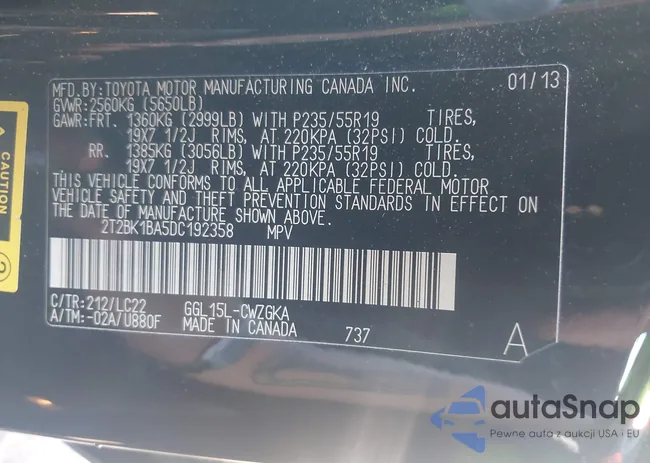 MFD.BY:TOYOTA MOTOR MANUFACTURING CANADA INC. 01/13
GVWR:2560KG (5650LB)
GAWR:FRT. 1360KG (2999LB) WITH P235/55R19 TIRES,
19X7 1/2J RIMS, AT 220KPA (32PSI) COLD.
RR. 1385KG (3056LB) WITH P235/55R19 TIRES,
19X7 1/2J RIMS, AT 220KPA (32PSI) COLD.
THIS VEHICLE CONFORMS TO ALL APPLICABLE FEDERAL MOTOR
VEHICLE SAFETY AND THEFT PREVENTION STANDARDS IN EFFECT ON
THE DATE OF MANUFACTURE SHOWN ABOVE.
2T2BK1BA5DC192358 MPV
C/TR:212/LC22 GGL15L-CWZGKA
A/TM:-02A/U880F MADE IN CANADA 737 A
CAUTION
autaSnap
Pewne auta z aukcji USA i EU